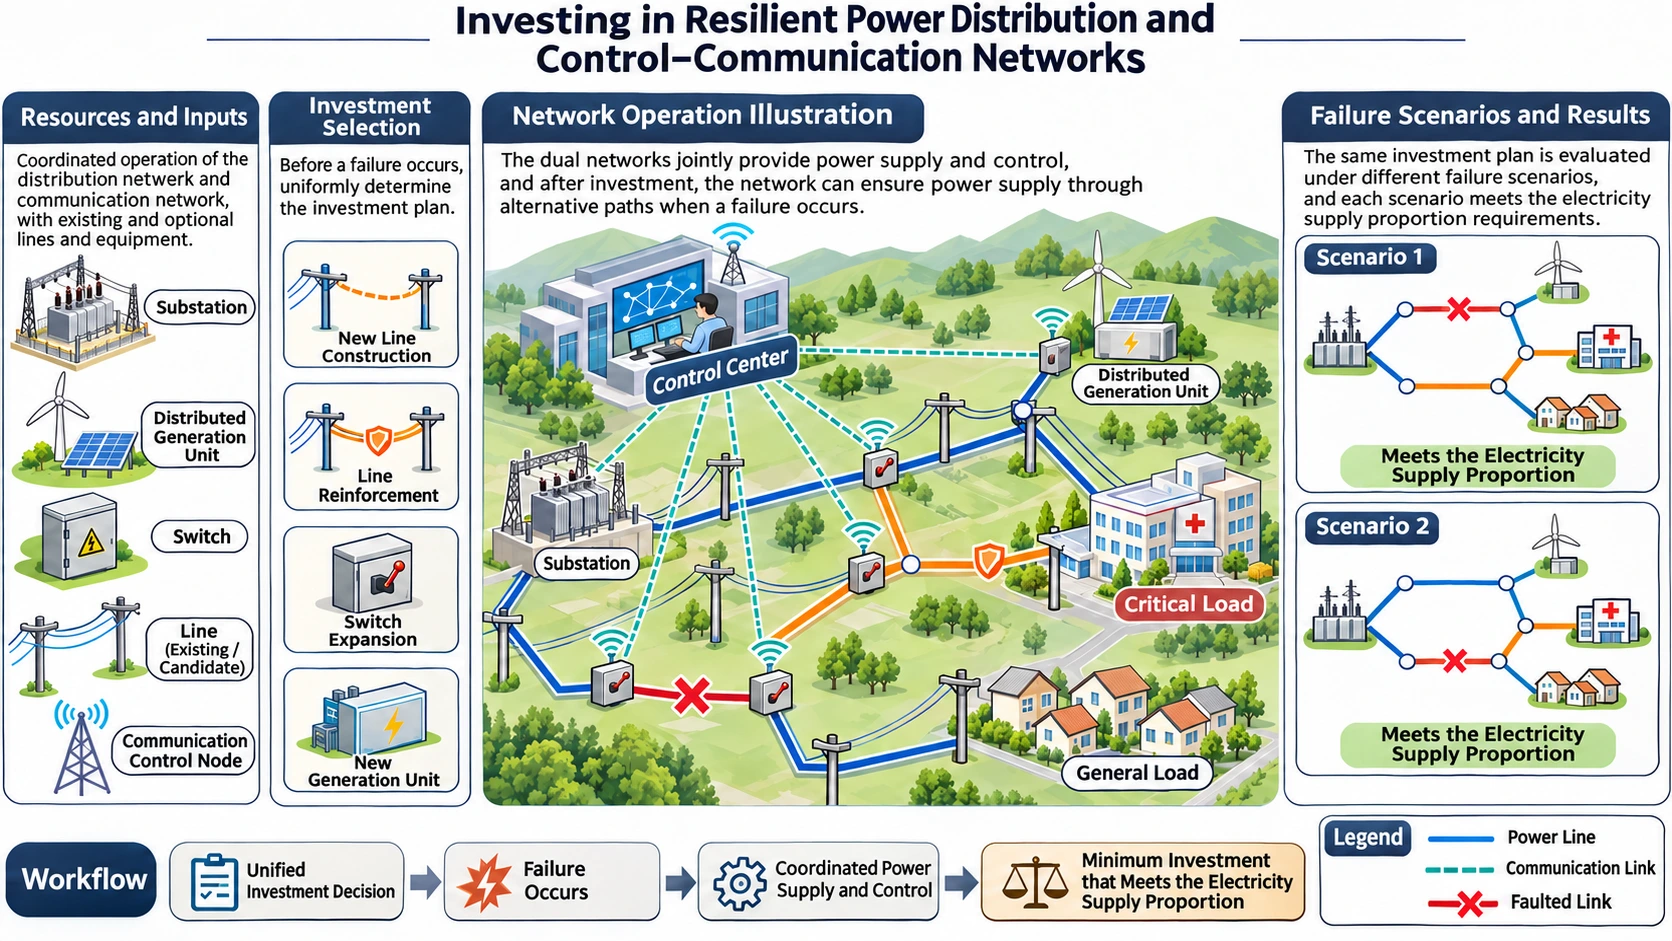 Investing in Resilient Power Distribution and
Control–Communication Networks
Resources and Inputs
Coordinated operation of the
distribution netwerk and
communication network,
with existing and optional
lines and equipment.
Substation
Distributed
Generation
Unit
Switch
Line
(Existing /
Candidate)
Communication
Control Node
Investment
Selection
Before a failure occurs,
uniformly determine
the investment plan.
New Line
Construction
Line
Reinforcement
Switch
Expansion
New
Generation Unit
Network Operation Illustration
The dual networks jointly provide power supply and control,
and after investment, the network can ensure power supply through
alternative paths when a failure occurs.
Control Center
Distributed
Generation Unit
Substation
Critical Load
General Load
Failure Scenarios and Results
The same investment plan is evaluated
under different failure scenarios,
and each scenario meets the electricity
supply proportion requirements.
Scenario 1
Meets the Electricity
Supply Proportion
Scenario 2
Meets the Electricity
Supply Proportion
Workflow
Unified
Investment Decision
Failure
Occurs
Coordinated Power
Supply and Control
Minimum Investment
that Meets the Electricity
Supply Proportion
Legend
Power Line
Communication Link
Faulted Link